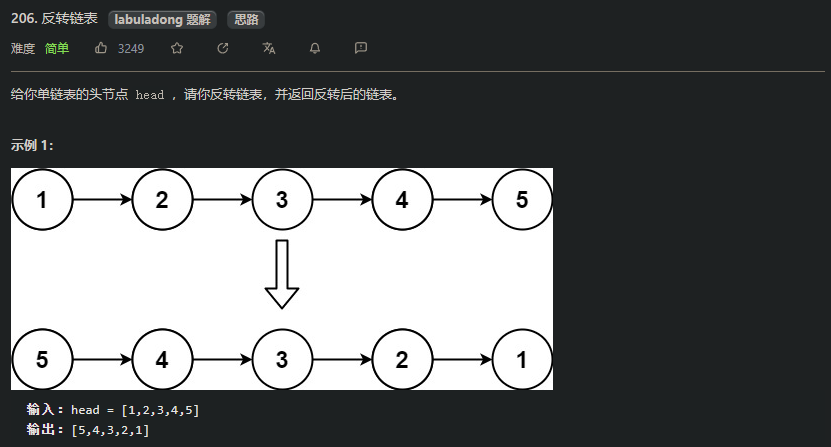 206. 反转链表 labuladong 题解 思路
难度 简单 3249
给你单链表的头节点 head ，请你反转链表，并返回反转后的链表。
示例 1：
1 2 3 4 5
5 4 3 2 1
输入：head = [1,2,3,4,5]
输出：[5,4,3,2,1]